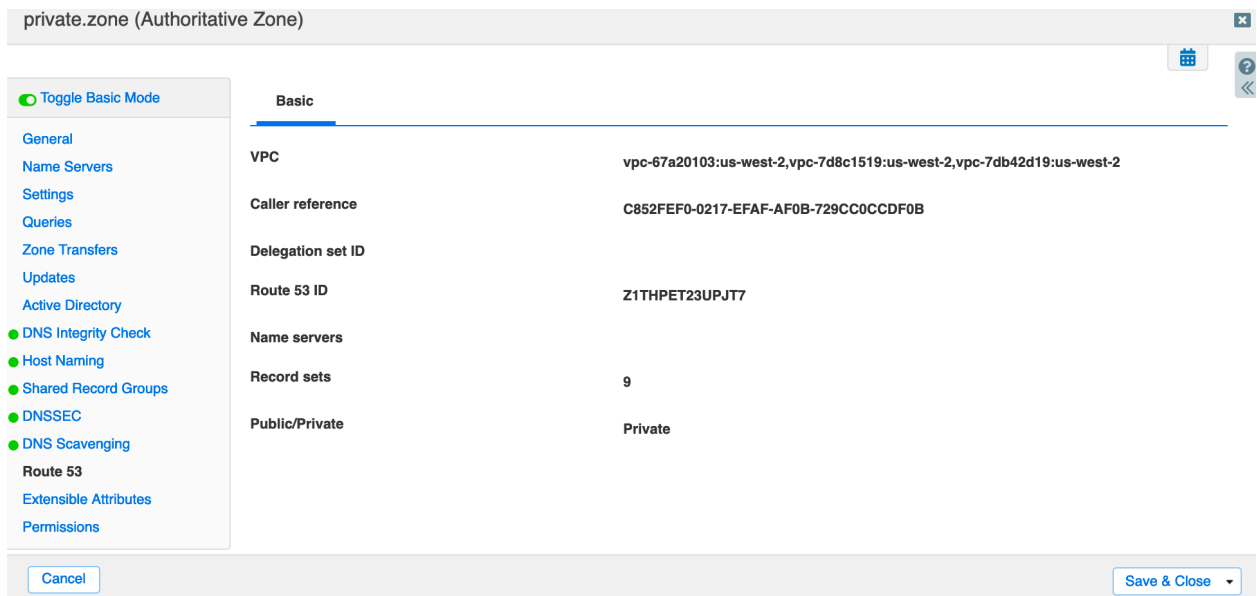 private.zone (Authoritative Zone)
Toggle Basic Mode
General
Name Servers
Settings
Queries
Zone Transfers
Updates
Active Directory
DNS Integrity Check
Host Naming
Shared Record Groups
DNSSEC
DNS Scavenging
Route 53
Extensible Attributes
Permissions
Basic
VPC vpc-67a20103:us-west-2,vpc-7d8c1519:us-west-2,vpc-7db42d19:us-west-2
Caller reference C852FEF0-0217-EFAF-AF0B-729CC0CCDF0B
Delegation set ID
Route 53 ID Z1THPET23UPJT7
Name servers
Record sets 9
Public/Private Private
Cancel Save & Close